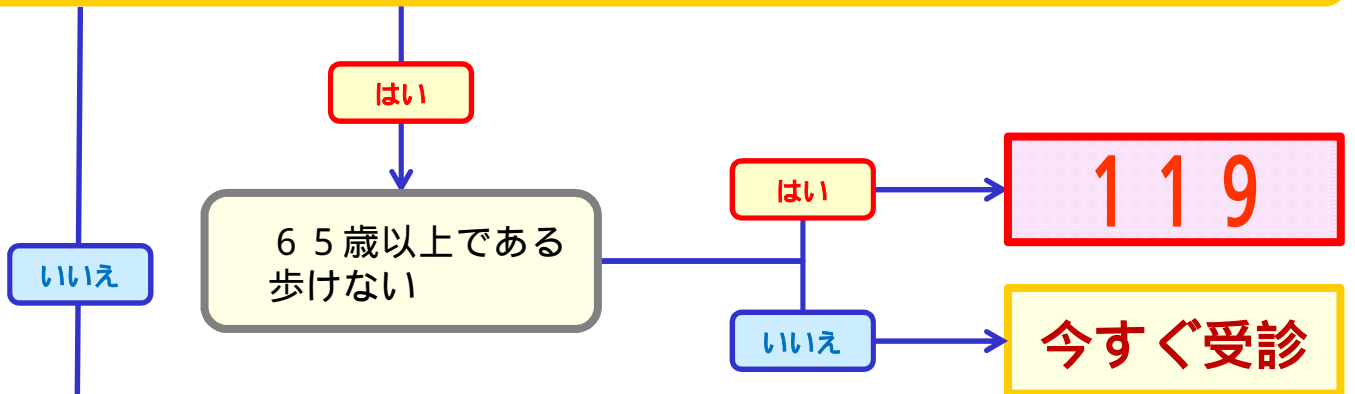 はい
はい
１１９
６５歳以上である
歩けない
いいえ
いいえ
今すぐ受診